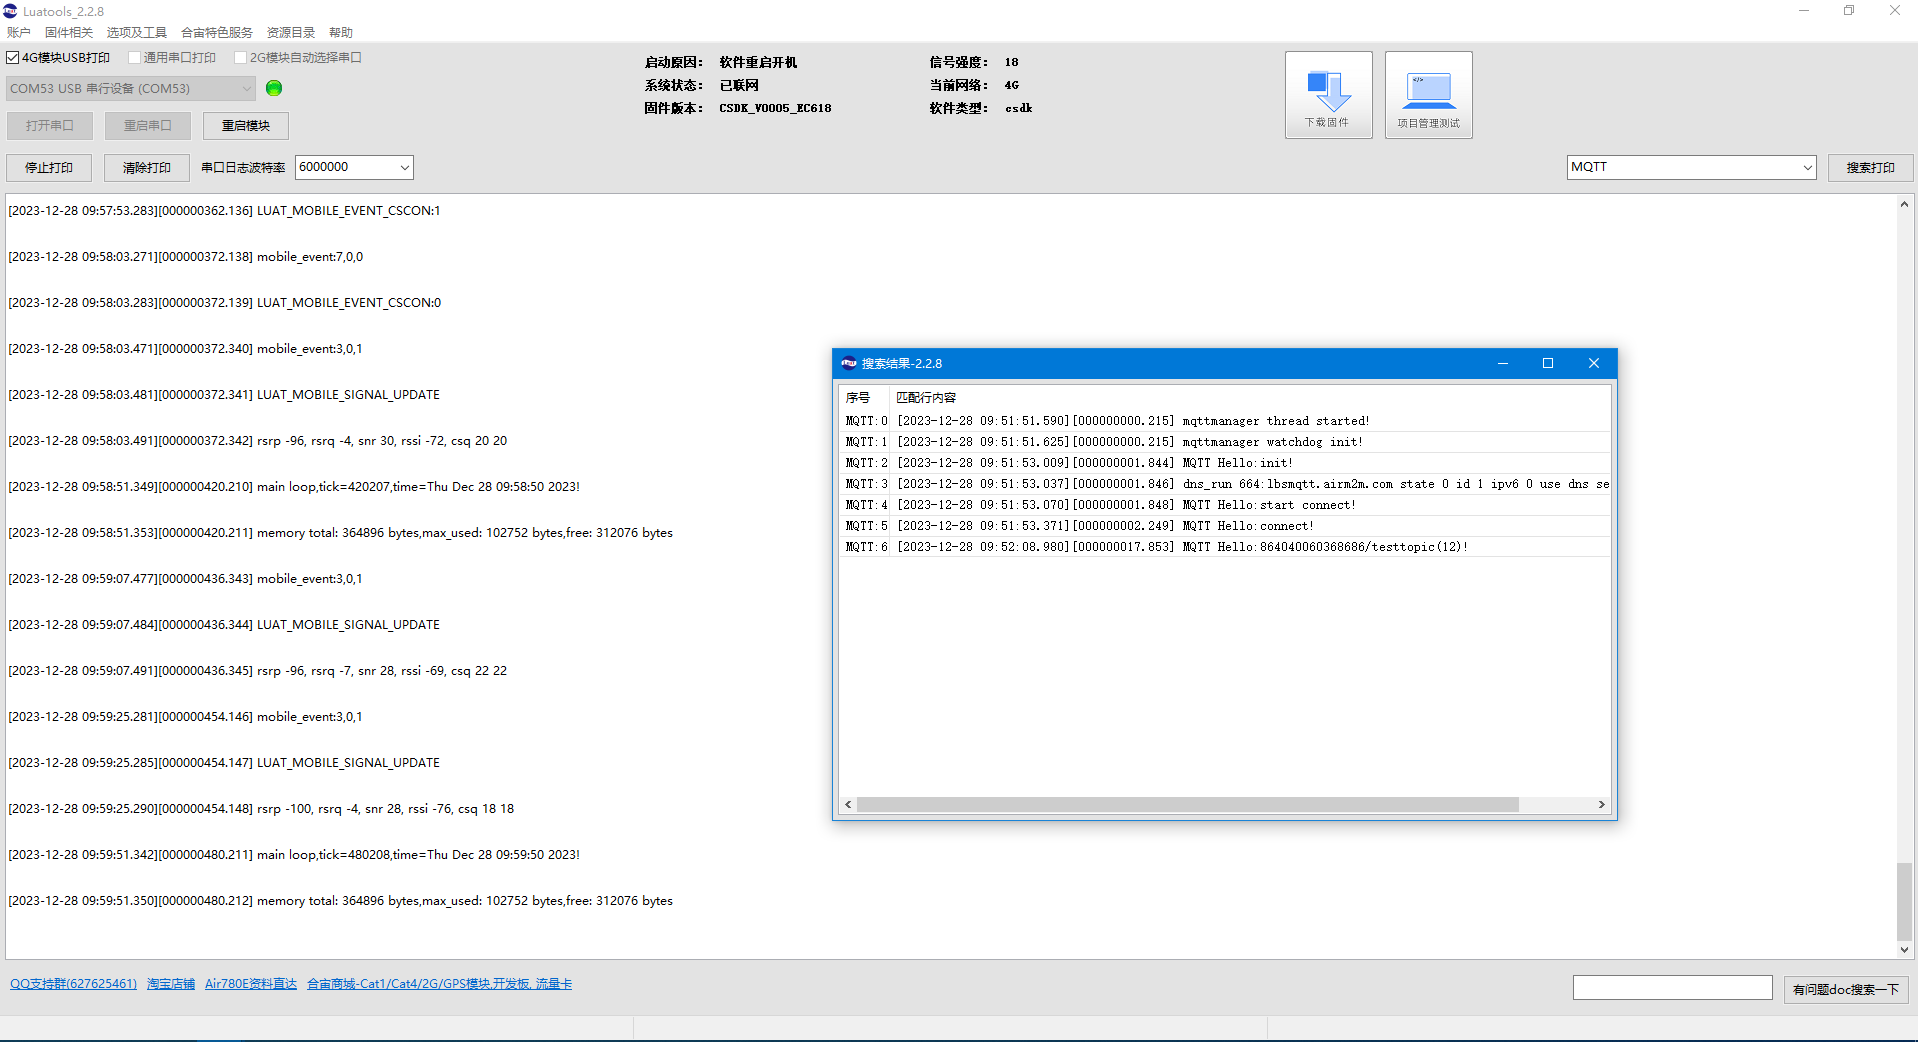 Luatools_2.2.8
账户 固件相关 选项及工具 合宙特色服务 资源目录 帮助
4G模块USB打印 通用串口打印 2G模块自动选择串口
COM53 USB 串行设备 (COM53)
打开串口 重启串口 重启模块
启动原因： 软件重启开机 信号强度： 18
系统状态： 已联网 当前网络： 4G
固件版本： CSDK_V0005_EC618 软件类型： csdk
下载固件 项目管理测试
停止打印 清除打印 串口日志波特率 6000000 MQTT 搜索打印
[2023-12-28 09:57:53.283][000000362.136] LUAT_MOBILE_EVENT_CSCON:1
[2023-12-28 09:58:03.271][000000372.138] mobile_event:7,0,0
[2023-12-28 09:58:03.283][000000372.139] LUAT_MOBILE_EVENT_CSCON:0
[2023-12-28 09:58:03.471][000000372.340] mobile_event:3,0,1
[2023-12-28 09:58:03.481][000000372.341] LUAT_MOBILE_SIGNAL_UPDATE
[2023-12-28 09:58:03.491][000000372.342] rsrp -96, rsrq -4, snr 30, rssi -72, csq 20 20
[2023-12-28 09:58:51.349][000000420.210] main loop,tick=420207,time=Thu Dec 28 09:58:50 2023!
[2023-12-28 09:58:51.353][000000420.211] memory total: 364896 bytes,max_used: 102752 bytes,free: 312076 bytes
[2023-12-28 09:59:07.477][000000436.343] mobile_event:3,0,1
[2023-12-28 09:59:07.484][000000436.344] LUAT_MOBILE_SIGNAL_UPDATE
[2023-12-28 09:59:07.491][000000436.345] rsrp -96, rsrq -7, snr 28, rssi -69, csq 22 22
[2023-12-28 09:59:25.281][000000454.146] mobile_event:3,0,1
[2023-12-28 09:59:25.285][000000454.147] LUAT_MOBILE_SIGNAL_UPDATE
[2023-12-28 09:59:25.290][000000454.148] rsrp -100, rsrq -4, snr 28, rssi -76, csq 18 18
[2023-12-28 09:59:51.342][000000480.211] main loop,tick=480208,time=Thu Dec 28 09:59:50 2023!
[2023-12-28 09:59:51.350][000000480.212] memory total: 364896 bytes,max_used: 102752 bytes,free: 312076 bytes
搜索结果-2.2.8
序号 匹配行内容
MQTT:0 [2023-12-28 09:51:51.590][000000000.215] mqttmanager thread started!
MQTT:1 [2023-12-28 09:51:51.625][000000000.215] mqttmanager watchdog init!
MQTT:2 [2023-12-28 09:51:53.009][000000001.844] MQTT Hello:init!
MQTT:3 [2023-12-28 09:51:53.037][000000001.846] dns_run 664:lbsmqtt.airm2m.com state 0 id 1 ipv6 0 use dns se
MQTT:4 [2023-12-28 09:51:53.070][000000001.848] MQTT Hello:start connect!
MQTT:5 [2023-12-28 09:51:53.371][000000002.249] MQTT Hello:connect!
MQTT:6 [2023-12-28 09:52:08.980][000000017.853] MQTT Hello:864040060368686/testtopic(12)!
QQ支持群(627625461) 淘宝店铺 Air780E资料直达 合宙商城-Cat1/Cat4/2G/GPS模块,开发板, 流量卡
有问题doc搜索一下